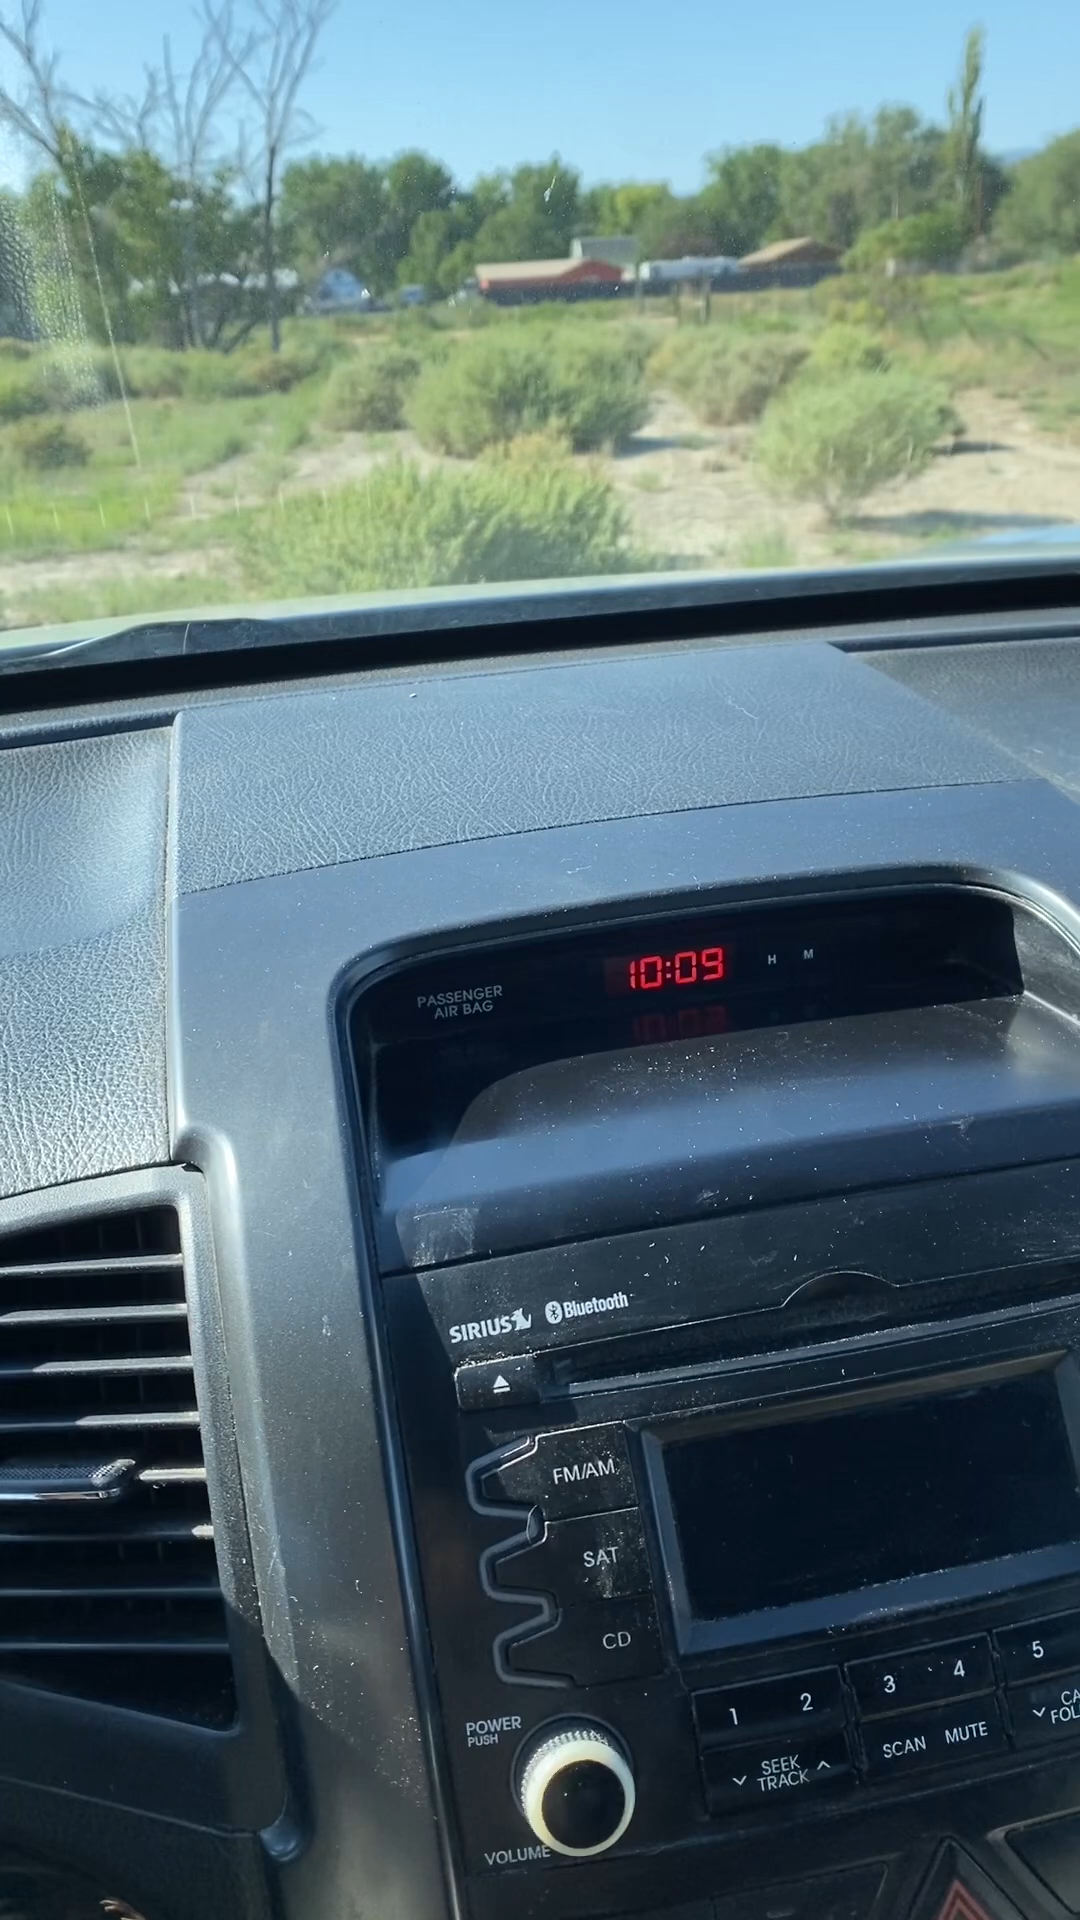 10:09 H M
PASSENGER
AIR BAG
SIRIUS Bluetooth
FM/AM
SAT
CD
1 2 3 4 5
SCAN MUTE
SEEK
TRACK
POWER
PUSH
VOLUME